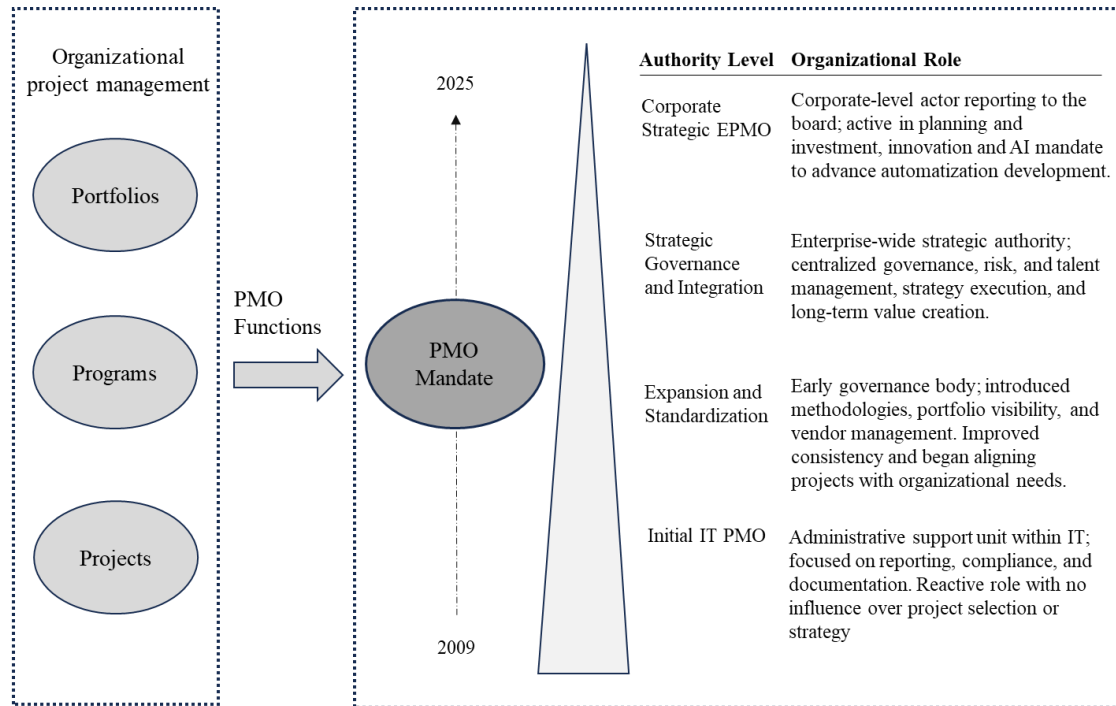 Organizational
project management
Portfolios
Programs
Projects
PMO
Functions
2025
PMO
Mandate
2009
Authority Level Organizational Role
Corporate
Strategic EPMO
Corporate-level actor reporting to the
board; active in planning and
investment, innovation and AI mandate
to advance automatization development.
Strategic
Governance
and Integration
Enterprise-wide strategic authority;
centralized governance, risk, and talent
management, strategy execution, and
long-term value creation.
Expansion and
Standardization
Early governance body; introduced
methodologies, portfolio visibility, and
vendor management. Improved
consistency and began aligning
projects with organizational needs.
Initial IT PMO
Administrative support unit within IT;
focused on reporting, compliance, and
documentation. Reactive role with no
influence over project selection or
strategy